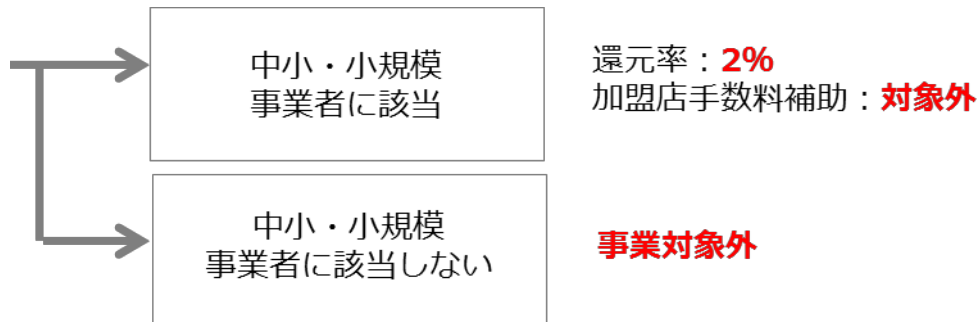 中小・小規模
事業者に該当
還元率：2%
加盟店手数料補助：対象外
中小・小規模
事業者に該当しない
事業対象外